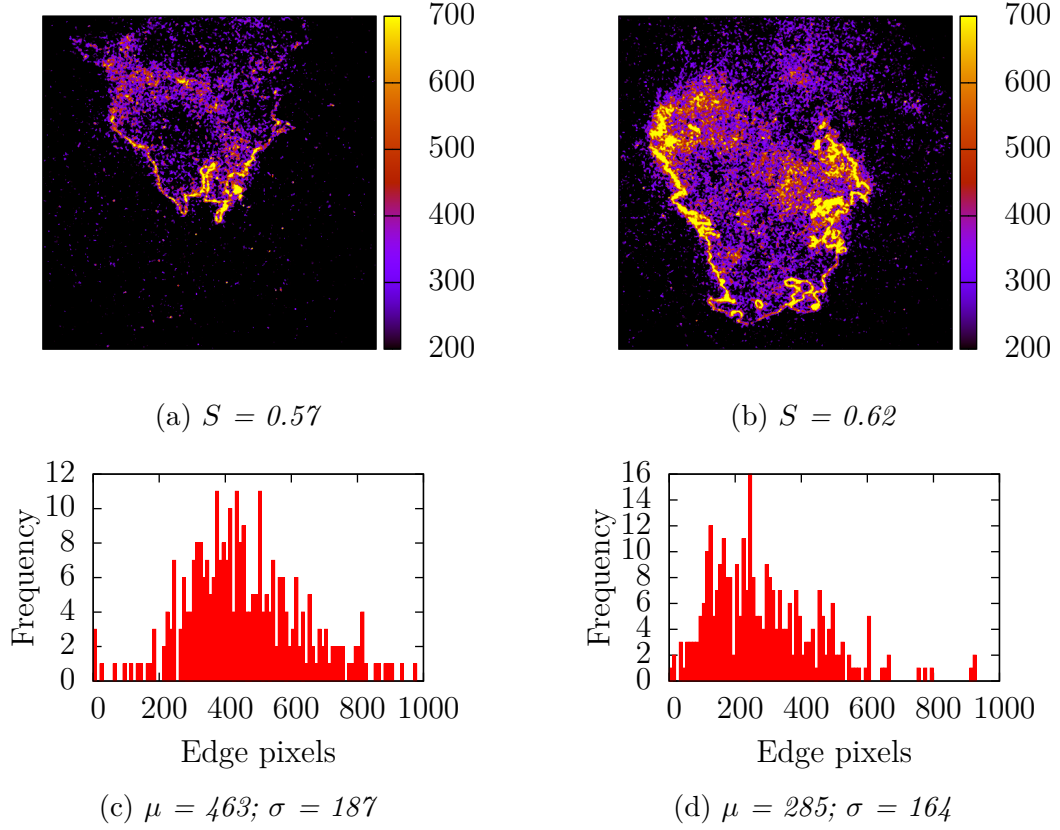 700
600
500
400
300
200
(a) S = 0.57
700
600
500
400
300
200
(b) S = 0.62
12
10
8
6
4
2
0
Frequency
0 200 400 600 800 1000
Edge pixels
(c) μ = 463; σ = 187
16
14
12
10
8
6
4
2
0
Frequency
0 200 400 600 800 1000
Edge pixels
(d) μ = 285; σ = 164